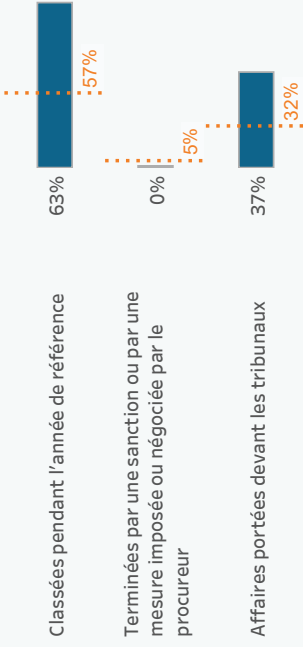 Classées pendant l'année de référence
63%
57%
Terminées par une sanction ou par une
mesure imposée ou négociée par le
procureur
0%
5%
Affaires portées devant les tribunaux
37%
32%